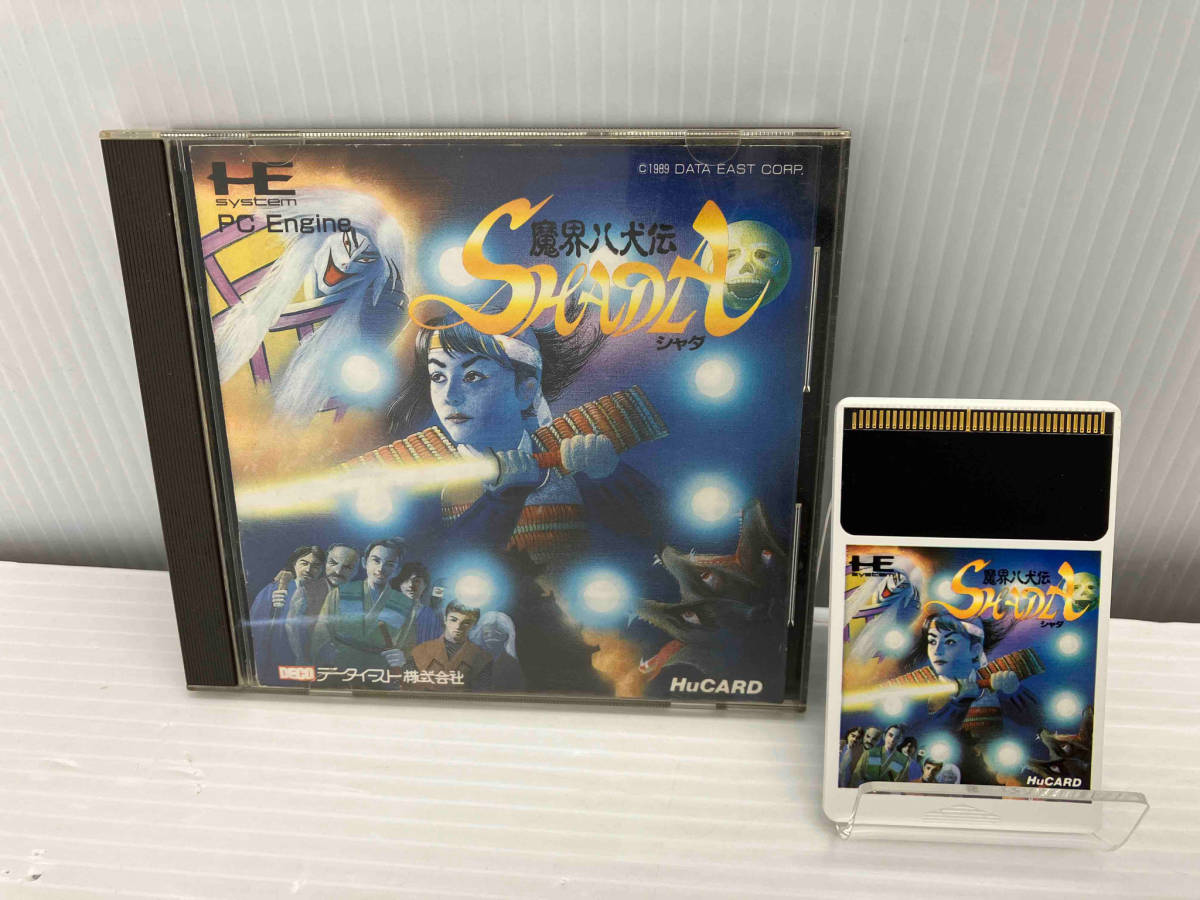 HE
system
PC Engine
©1989 DATA EAST CORP.
魔界八犬伝
SHADA
シャダ
DECO データイースト株式会社
HuCARD
HE
SYSTEM
魔界八犬伝
SHADA
シャダ
HuCARD